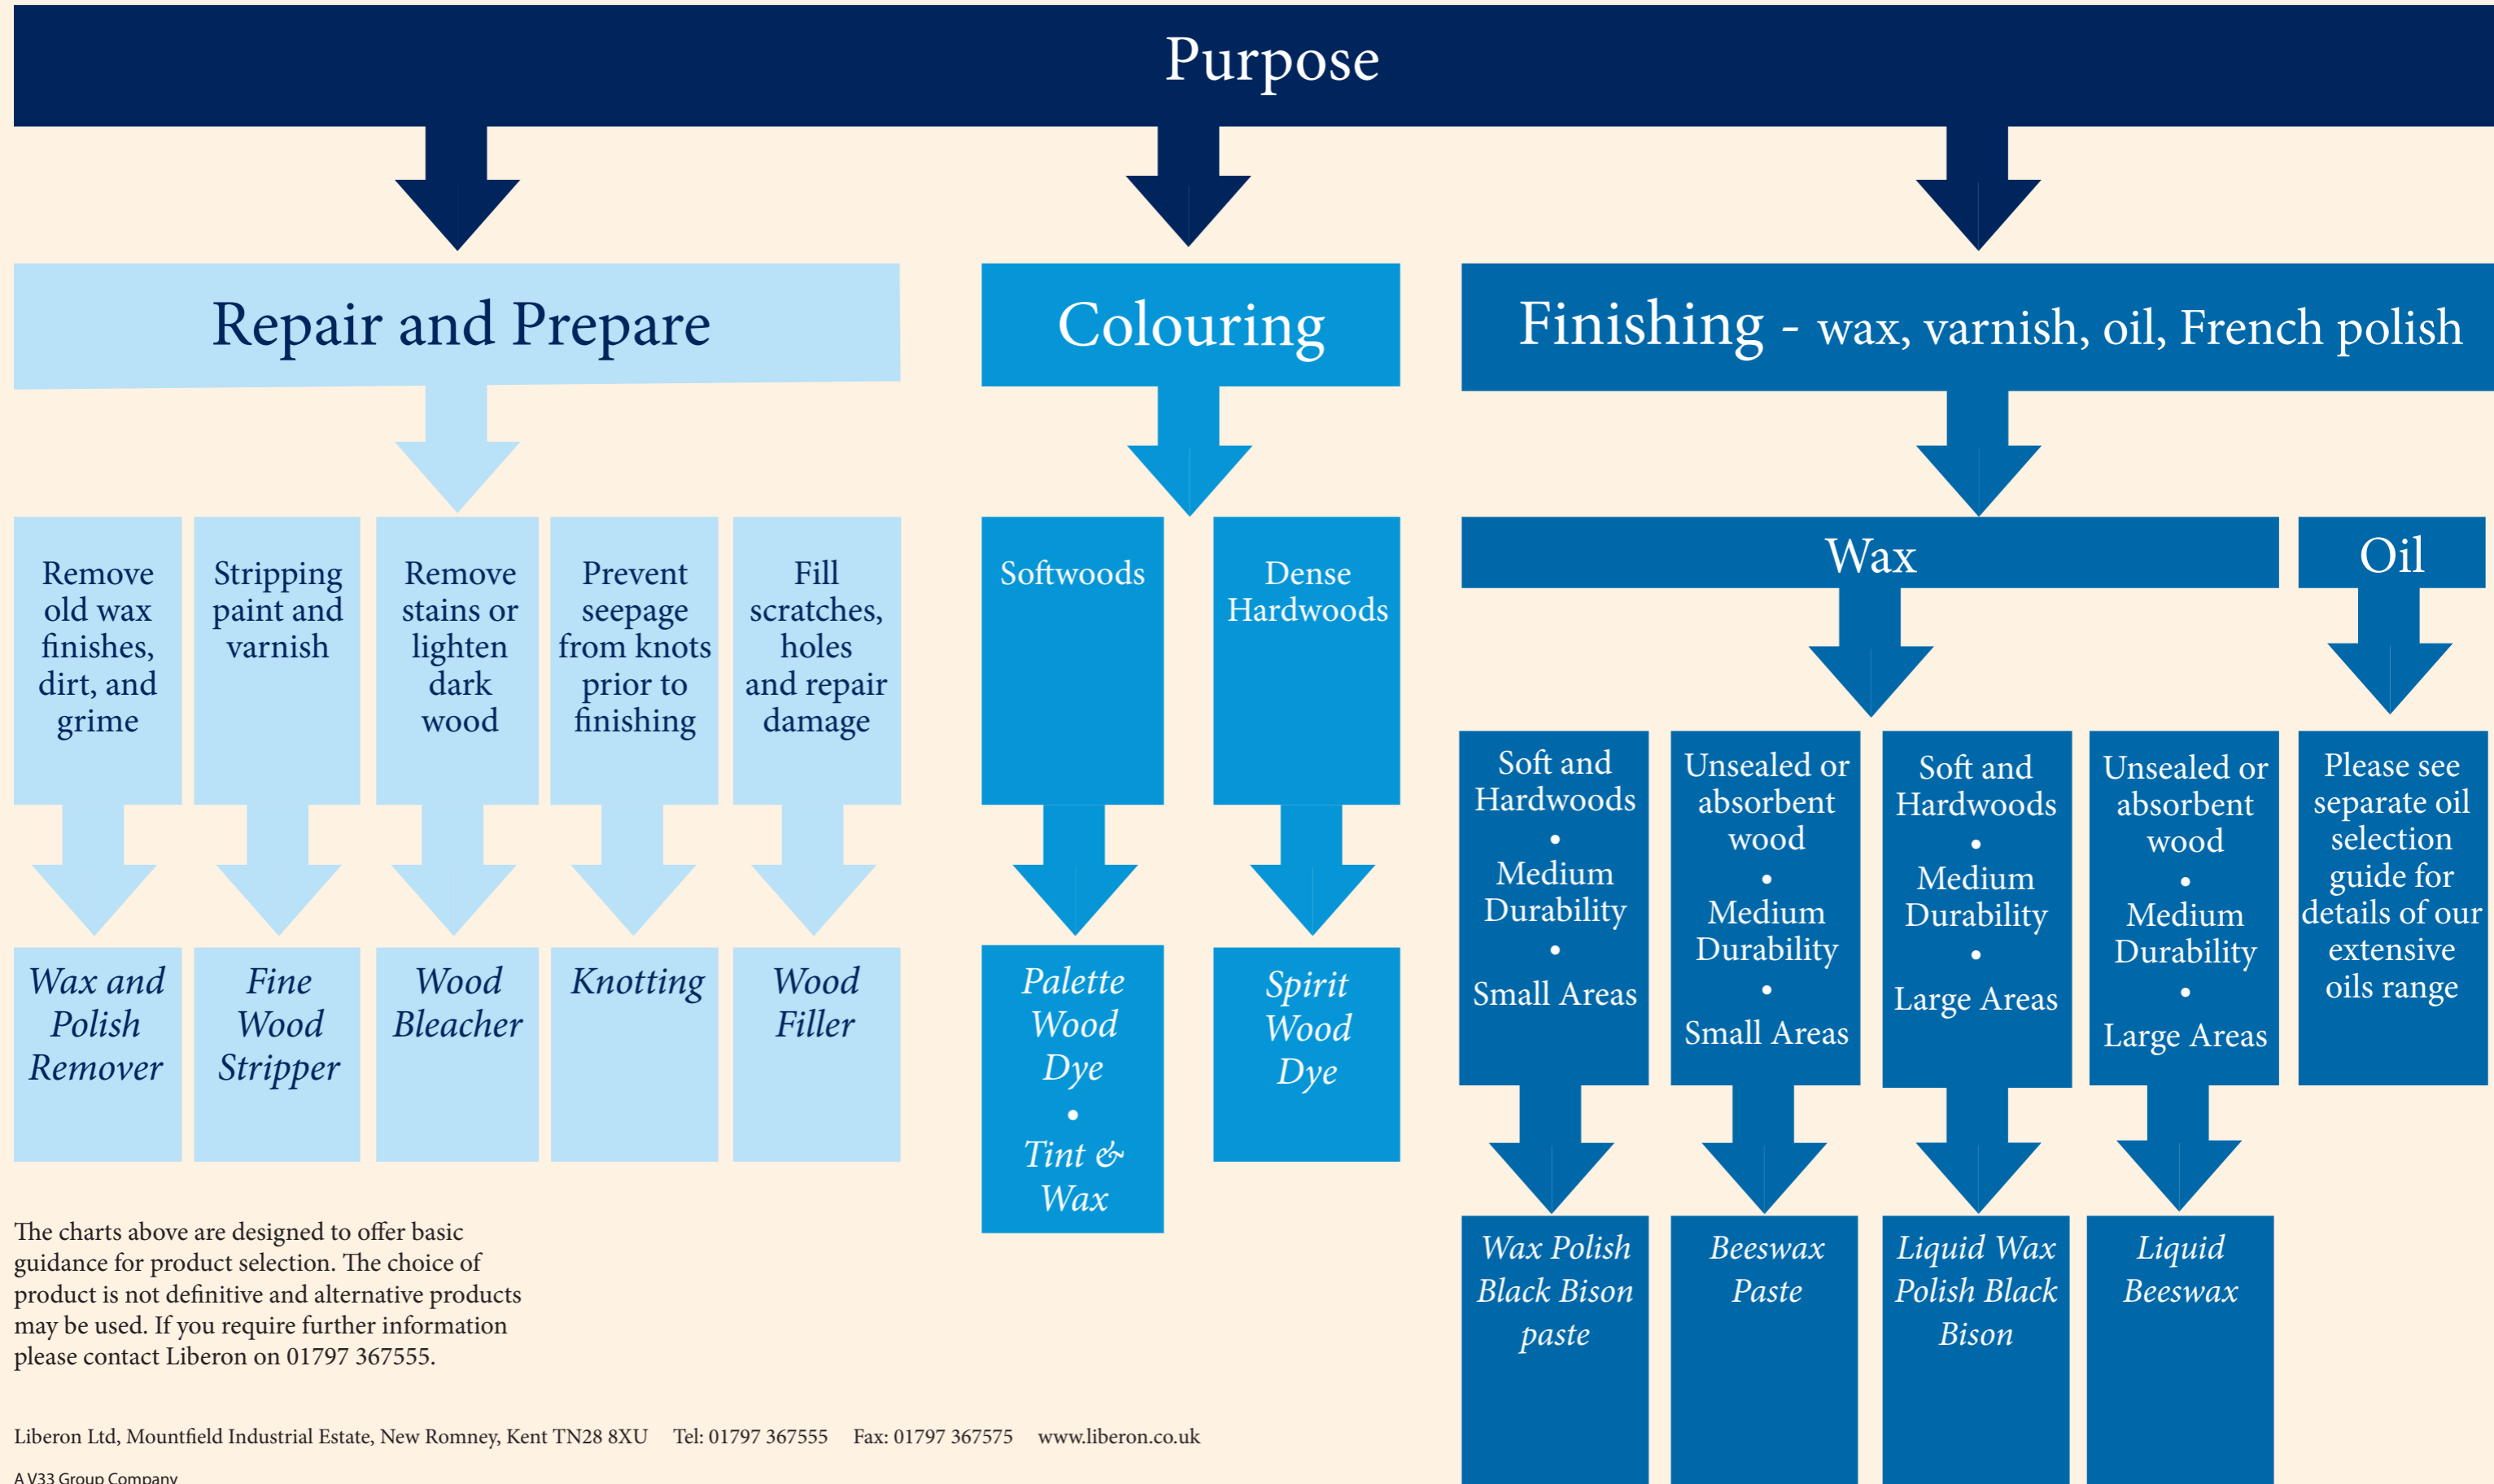 Purpose
Repair and Prepare
Colouring
Finishing - wax, varnish, oil, French polish
Remove
old wax
finishes,
dirt, and
grime
Stripping
paint and
varnish
Remove
stains or
lighten
dark
wood
Prevent
seepage
from knots
prior to
finishing
Fill
scratches,
holes
and repair
damage
Softwoods
Dense
Hardwoods
Wax
Oil
Soft and
Hardwoods
•
Medium
Durability
•
Small Areas
Unsealed or
absorbent
wood
•
Medium
Durability
•
Small Areas
Soft and
Hardwoods
•
Medium
Durability
•
Large Areas
Unsealed or
absorbent
wood
•
Medium
Durability
•
Large Areas
Please see
separate oil
selection
guide for
details of our
extensive
oils range
Wax and
Polish
Remover
Fine
Wood
Stripper
Wood
Bleacher
Knotting
Wood
Filler
Palette
Wood
Dye
•
Tint &
Wax
Spirit
Wood
Dye
Wax Polish
Black Bison
paste
Beeswax
Paste
Liquid Wax
Polish Black
Bison
Liquid
Beeswax
The charts above are designed to offer basic
guidance for product selection. The choice of
product is not definitive and alternative products
may be used. If you require further information
please contact Liberon on 01797 367555.
Liberon Ltd, Mountfield Industrial Estate, New Romney, Kent TN28 8XU Tel: 01797 367555 Fax: 01797 367575 www.liberon.co.uk
A V33 Group Company